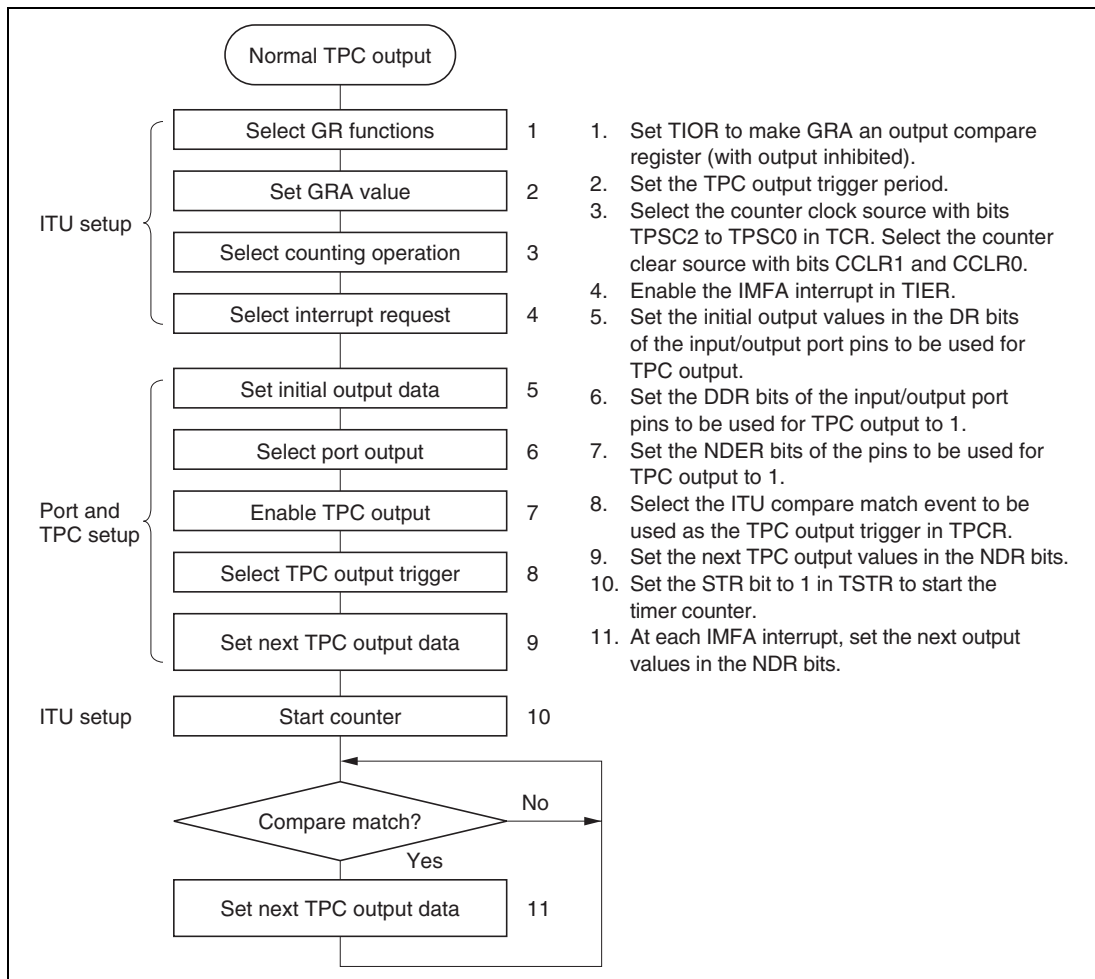 Normal TPC output
ITU setup
Select GR functions 1
Set GRA value 2
Select counting operation 3
Select interrupt request 4
Port and
TPC setup
Set initial output data 5
Select port output 6
Enable TPC output 7
Select TPC output trigger 8
Set next TPC output data 9
ITU setup
Start counter 10
Compare match?
No
Yes
Set next TPC output data 11
1. Set TIOR to make GRA an output compare
register (with output inhibited).
2. Set the TPC output trigger period.
3. Select the counter clock source with bits
TPSC2 to TPSC0 in TCR. Select the counter
clear source with bits CCLR1 and CCLR0.
4. Enable the IMFA interrupt in TIER.
5. Set the initial output values in the DR bits
of the input/output port pins to be used for
TPC output.
6. Set the DDR bits of the input/output port
pins to be used for TPC output to 1.
7. Set the NDER bits of the pins to be used for
TPC output to 1.
8. Select the ITU compare match event to be
used as the TPC output trigger in TPCR.
9. Set the next TPC output values in the NDR bits.
10. Set the STR bit to 1 in TSTR to start the
timer counter.
11. At each IMFA interrupt, set the next output
values in the NDR bits.